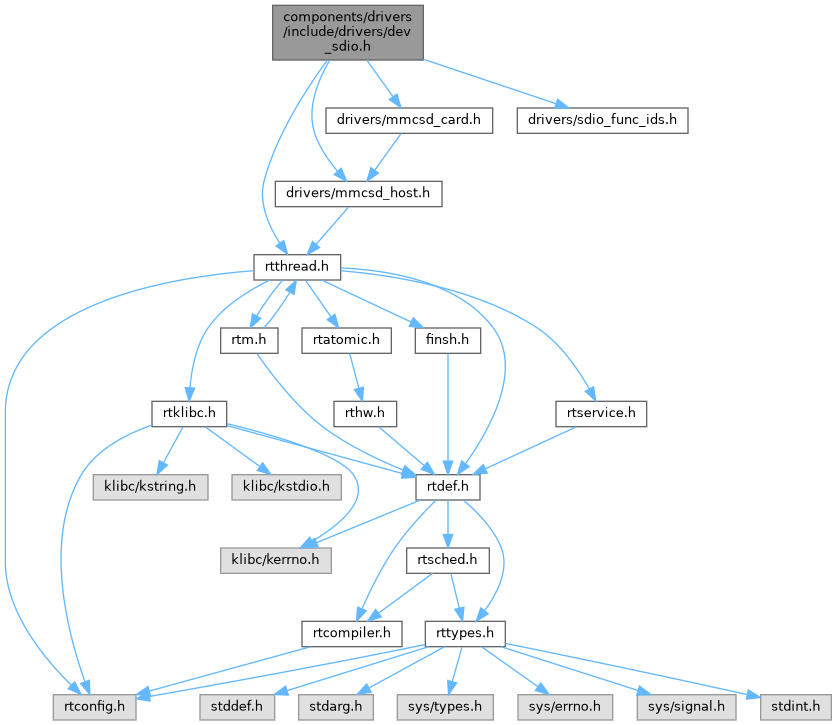 components/drivers
/include/drivers/dev
_sdio.h
drivers/mmcsd_card.h
drivers/sdio_func_ids.h
drivers/mmcsd_host.h
rtthread.h
rtm.h
rtatomic.h
finsh.h
rtklibc.h
rthw.h
rtservice.h
klibc/kstring.h
klibc/kstdio.h
rtdef.h
klibc/kerrno.h
rtsched.h
rtcompiler.h
rttypes.h
rtconfig.h
stddef.h
stdarg.h
sys/types.h
sys/errno.h
sys/signal.h
stdint.h